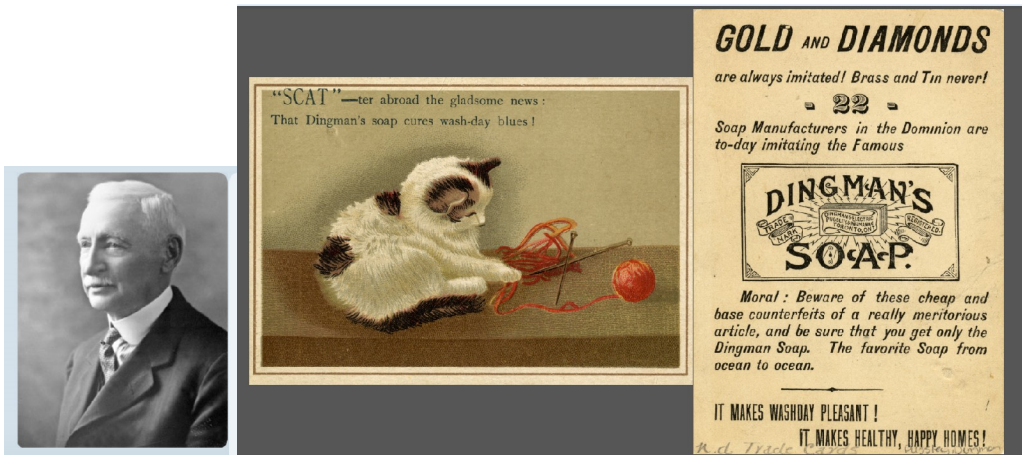 "SCAT"—ter abroad the gladsome news:
That Dingman's soap cures wash-day blues!
GOLD AND DIAMONDS
are always imitated! Brass and Tin never!
- 22 -
Soap Manufacturers in the Dominion are
to-day imitating the Famous
DINGMAN'S
TRADE MARK
REGISTERED
SOAP.
Moral: Beware of these cheap and
base counterfeits of a really meritorious
article, and be sure that you get only the
Dingman Soap. The favorite Soap from
ocean to ocean.
IT MAKES WASHDAY PLEASANT!
IT MAKES HEALTHY, HAPPY HOMES!
n.d. Trade Cards